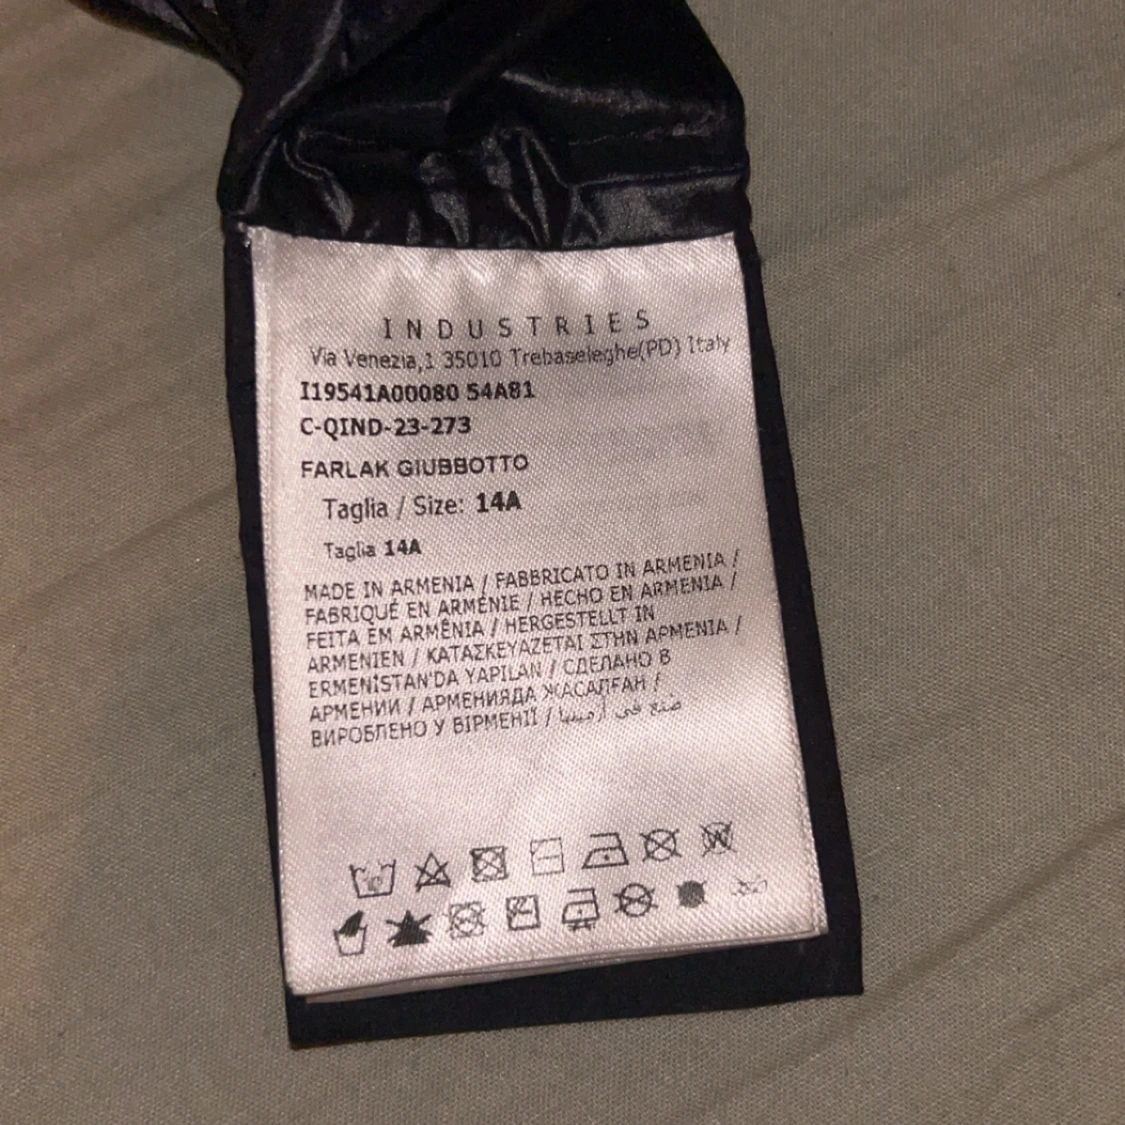 INDUSTRIES
Via Venezia,1 35010 Trebaseleghe(PD) Italy
I19541A00080 54A81
C-QIND-23-273
FARLAK GIUBBOTTO
Taglia / Size: 14A
Taglia 14A
MADE IN ARMENIA / FABBRICATO IN ARMENIA /
FABRIQUÉ EN ARMÉNIE / HECHO EN ARMENIA /
FEITA EM ARMÊNIA / HERGESTELLT IN
ARMENIEN / ΚΑΤΑΣΚΕΥΑΖΕΤΑΙ ΣΤΗΝ ΑΡΜΕΝΙΑ /
ERMENİSTAN'DA YAPILAN / СДЕЛАНО В
АРМЕНИИ / АРМЕНИЯДА ЖАСАЛҒАН /
ВИРОБЛЕНО У ВІРМЕНІЇ / صنع في أرمينيا